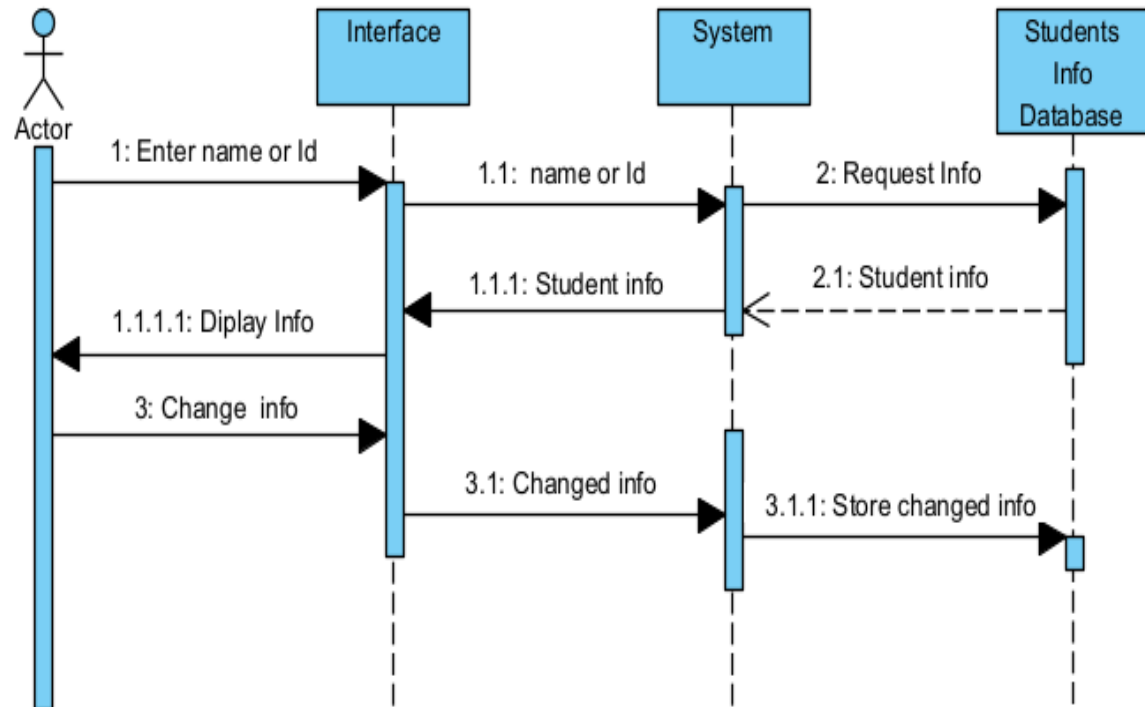 Interface
System
Students
Info
Database
Actor
1: Enter name or Id
1.1: name or Id
2: Request Info
1.1.1: Student info
2.1: Student info
1.1.1.1: Diplay Info
3: Change info
3.1: Changed info
3.1.1: Store changed info